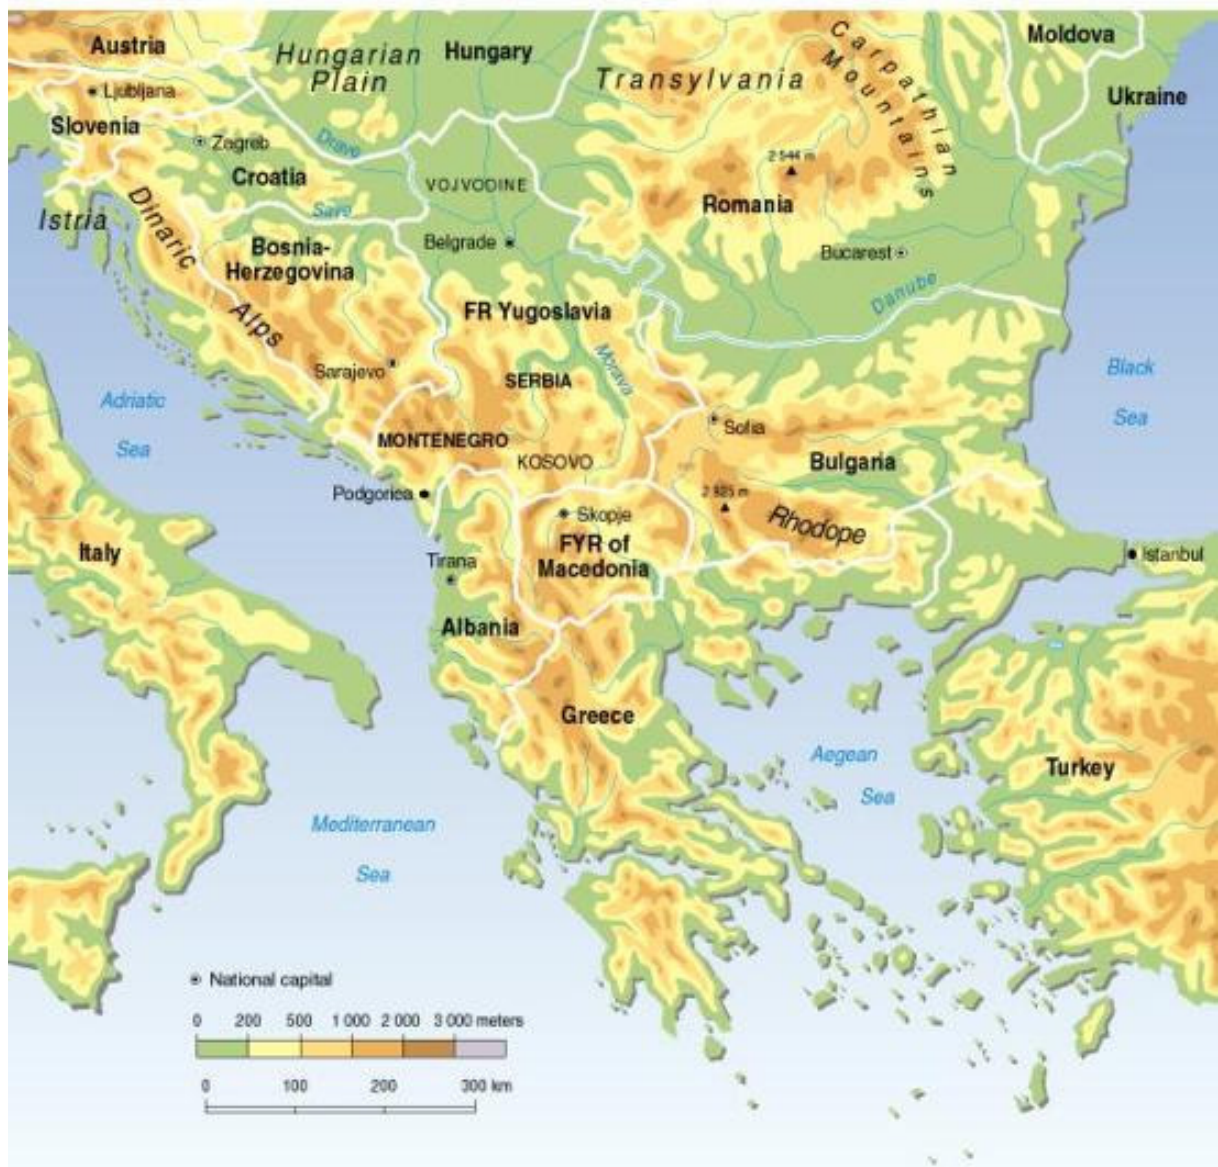 Austria
Hungarian
Plain
Hungary
Transylvania
Carpathian
Mountains
Moldova
Ukraine
Ljubljana
Slovenia
Zagreb
Drave
Croatia
VOJVODINE
2 544 m
Romania
Istria
Dinaric
Alps
Save
Bosnia-
Herzegovina
Belgrade
Bucarest
Danube
FR Yugoslavia
Sarajevo
SERBIA
Morava
Black
Sea
Adriatic
Sea
Sofia
MONTENEGRO
KOSOVO
Bulgaria
Podgorica
2 925 m
Skopje
Rhodope
Italy
Tirana
FYR of
Macedonia
Istanbul
Albania
Greece
Aegean
Sea
Turkey
Mediterranean
Sea
National capital
0 200 500 1 000 2 000 3 000 meters
0 100 200 300 km